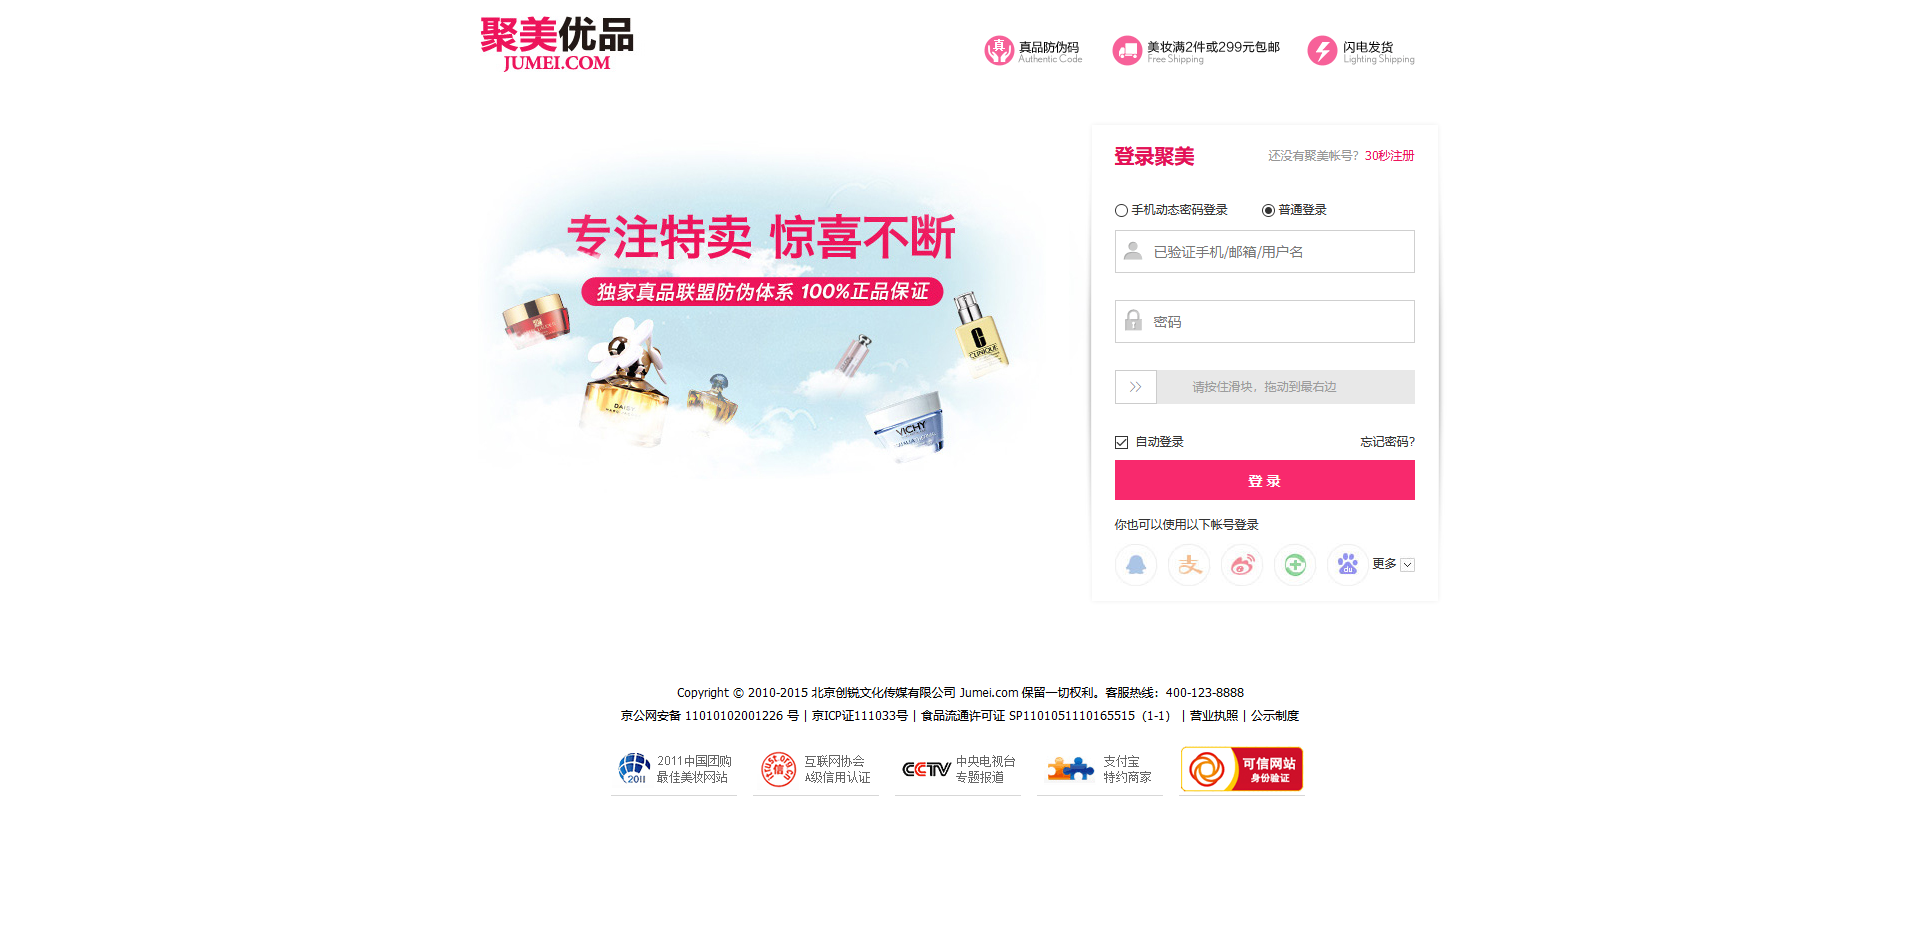 聚美优品
JUMEI.COM
真
真品防伪码
Authentic Code
美妆满2件或299元包邮
Free Shipping
闪电发货
Lighting Shipping
专注特卖 惊喜不断
独家真品联盟防伪体系 100%正品保证
DAISY
CLINIQUE
VICHY
登录聚美
还没有聚美帐号? 30秒注册
手机动态密码登录
普通登录
已验证手机/邮箱/用户名
密码
请按住滑块，拖动到最右边
自动登录
忘记密码?
登 录
你也可以使用以下帐号登录
支
du
更多
Copyright © 2010-2015 北京创锐文化传媒有限公司 Jumei.com 保留一切权利。客服热线：400-123-8888
京公网安备 11010102001226 号 | 京ICP证111033号 | 食品流通许可证 SP1101051110165515（1-1） | 营业执照 | 公示制度
2011
2011中国团购
最佳美妆网站
信
互联网协会
A级信用认证
CCTV
中央电视台
专题报道
支付宝
特约商家
可信网站
身份验证